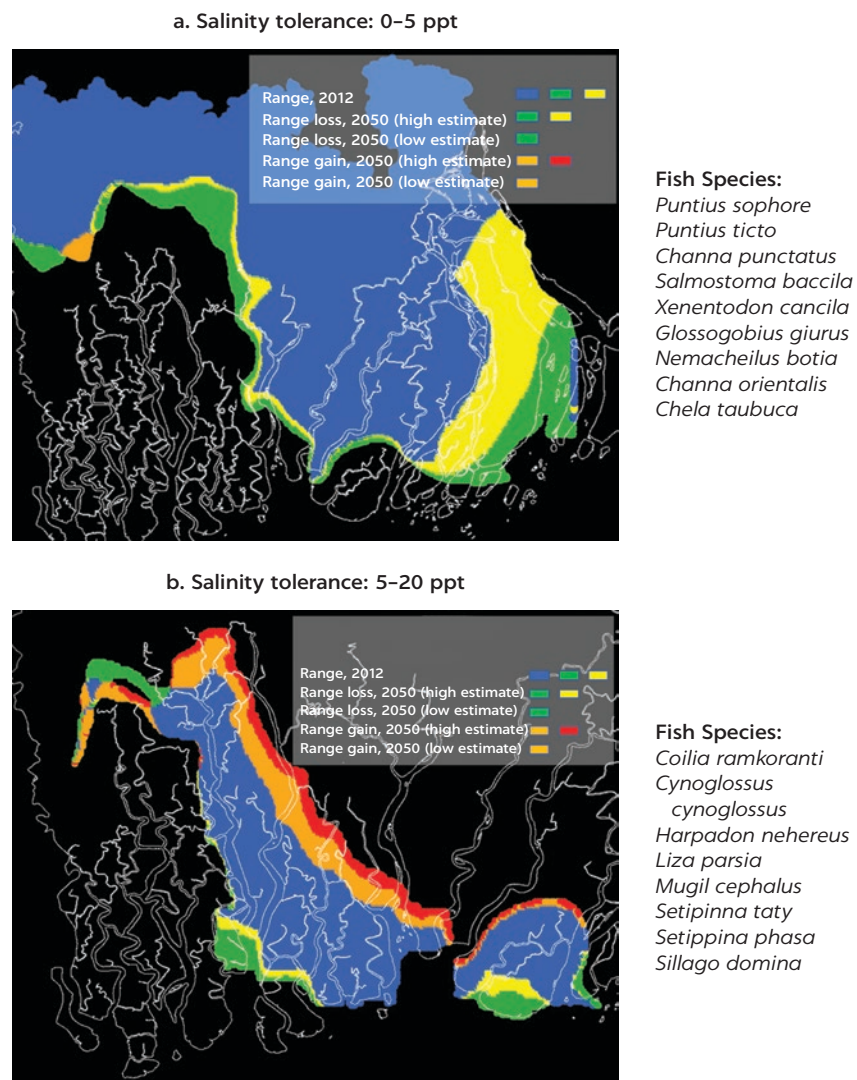 a. Salinity tolerance: 0–5 ppt
Range, 2012
Range loss, 2050 (high estimate)
Range loss, 2050 (low estimate)
Range gain, 2050 (high estimate)
Range gain, 2050 (low estimate)
Fish Species:
Puntius sophore
Puntius ticto
Channa punctatus
Salmostoma baccila
Xenentodon cancila
Glossogobius giurus
Nemacheilus botia
Channa orientalis
Chela taubuca
b. Salinity tolerance: 5–20 ppt
Range, 2012
Range loss, 2050 (high estimate)
Range loss, 2050 (low estimate)
Range gain, 2050 (high estimate)
Range gain, 2050 (low estimate)
Fish Species:
Coilia ramkoranti
Cynoglossus
cynoglossus
Harpadon nehereus
Liza parsia
Mugil cephalus
Setipinna taty
Setippina phasa
Sillago domina